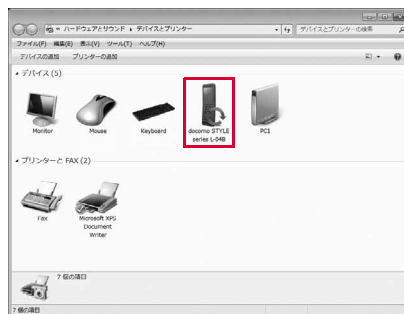 ハードウェアとサウンド ▸ デバイスとプリンター
デバイスとプリンターの検索
ファイル(F) 編集(E) 表示(V) ツール(T) ヘルプ(H)
デバイスの追加 プリンターの追加
デバイス (5)
Monitor
Mouse
Keyboard
docomo STYLE
series L-04B
PC1
プリンターと FAX (2)
Fax
Microsoft XPS
Document
Writer
7 個の項目
7 個の項目